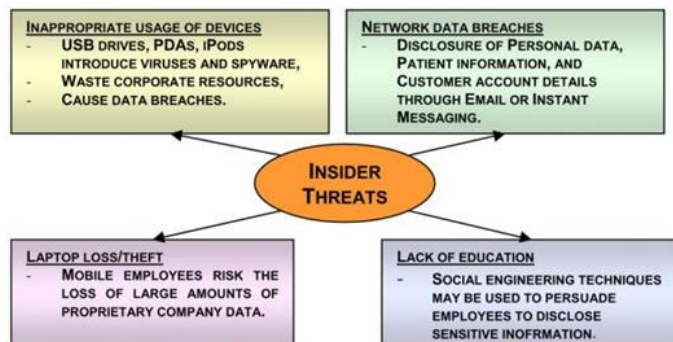 INAPPROPRIATE USAGE OF DEVICES
- USB DRIVES, PDAS, IPODS
INTRODUCE VIRUSES AND SPYWARE,
- WASTE CORPORATE RESOURCES,
- CAUSE DATA BREACHES.
NETWORK DATA BREACHES
- DISCLOSURE OF PERSONAL DATA,
PATIENT INFORMATION, AND
CUSTOMER ACCOUNT DETAILS
THROUGH EMAIL OR INSTANT
MESSAGING.
INSIDER
THREATS
LAPTOP LOSS/THEFT
- MOBILE EMPLOYEES RISK THE
LOSS OF LARGE AMOUNTS OF
PROPRIETARY COMPANY DATA.
LACK OF EDUCATION
- SOCIAL ENGINEERING TECHNIQUES
MAY BE USED TO PERSUADE
EMPLOYEES TO DISCLOSE
SENSITIVE INOFRMATION.